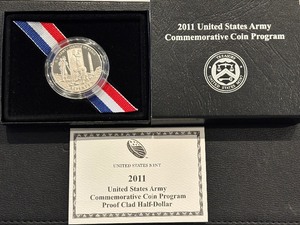 2011 United States Army
Commemorative Coin Program
UNITED STATES MINT
2011
United States Army
Commemorative Coin Program
Proof Clad Half-Dollar